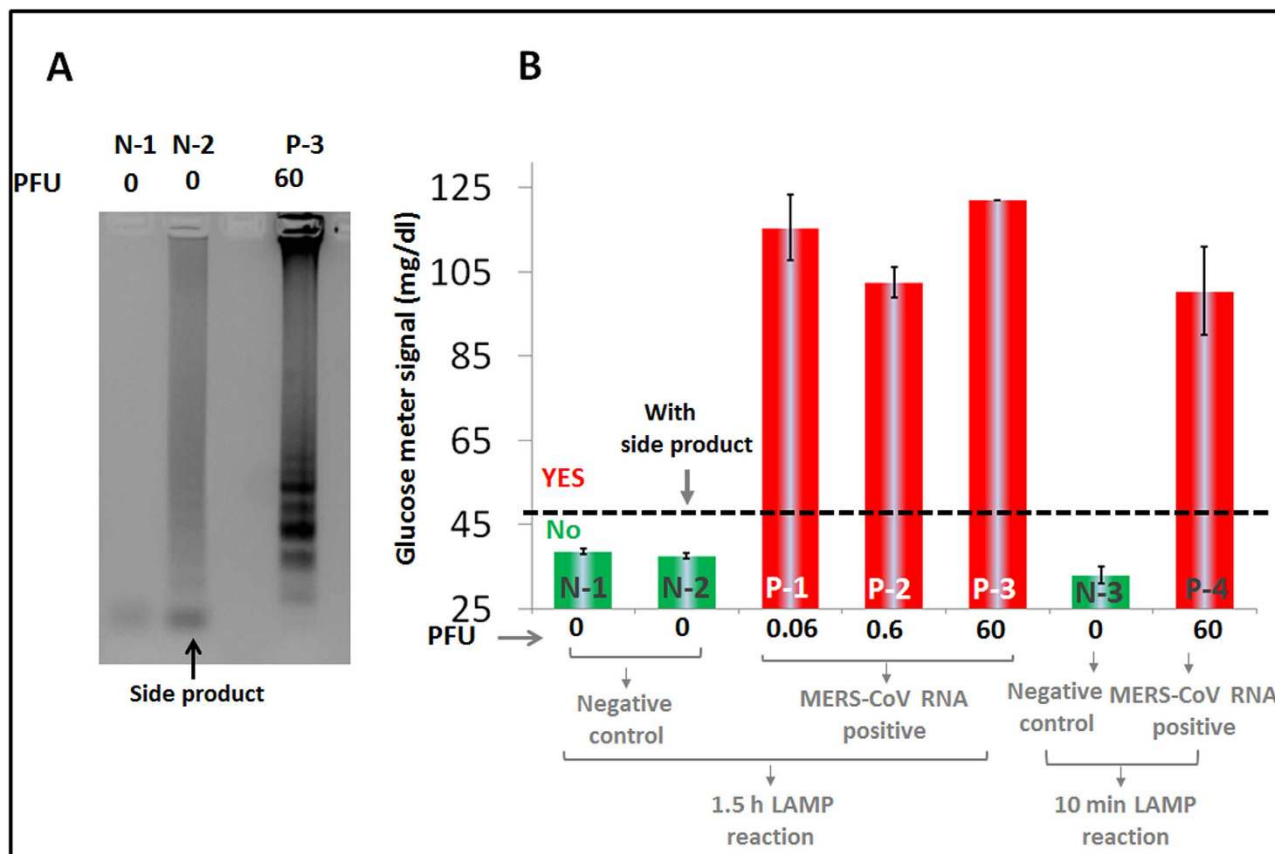 A
N-1 N-2 P-3
PFU 0 0 60
Side product
B
Glucose meter signal (mg/dl)
125
105
85
65
45
25
With
side product
YES
No
N-1 N-2 P-1 P-2 P-3 N-3 P-4
PFU 0 0 0.06 0.6 60 0 60
Negative
control
MERS-CoV RNA
positive
Negative
control
MERS-CoV RNA
positive
1.5 h LAMP
reaction
10 min LAMP
reaction